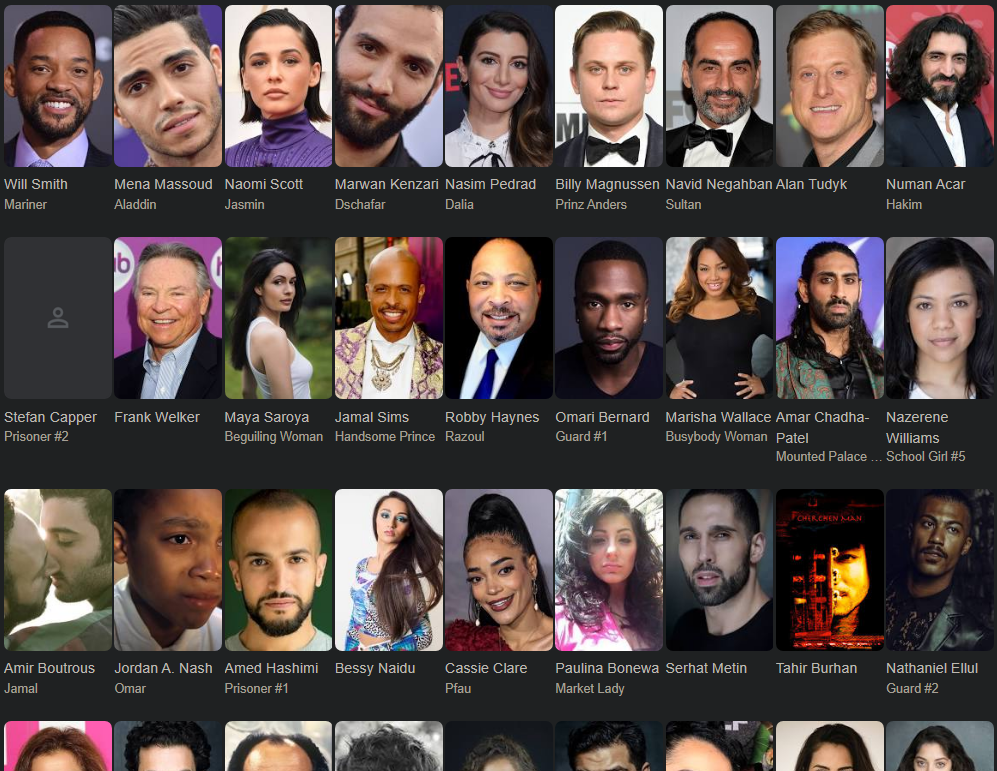 Will Smith
Mariner
Mena Massoud
Aladdin
Naomi Scott
Jasmin
Marwan Kenzari
Dschafar
Nasim Pedrad
Dalia
Billy Magnussen
Prinz Anders
Navid Negahban
Sultan
Alan Tudyk
Numan Acar
Hakim
Stefan Capper
Prisoner #2
Frank Welker
Maya Saroya
Beguiling Woman
Jamal Sims
Handsome Prince
Robby Haynes
Razoul
Omari Bernard
Guard #1
Marisha Wallace
Busybody Woman
Amar Chadha-
Patel
Mounted Palace ...
Nazerene
Williams
School Girl #5
FCHERCHEN MAN
Amir Boutrous
Jamal
Jordan A. Nash
Omar
Amed Hashimi
Prisoner #1
Bessy Naidu
Cassie Clare
Pfau
Paulina Bonewa
Market Lady
Serhat Metin
Tahir Burhan
Nathaniel Ellul
Guard #2